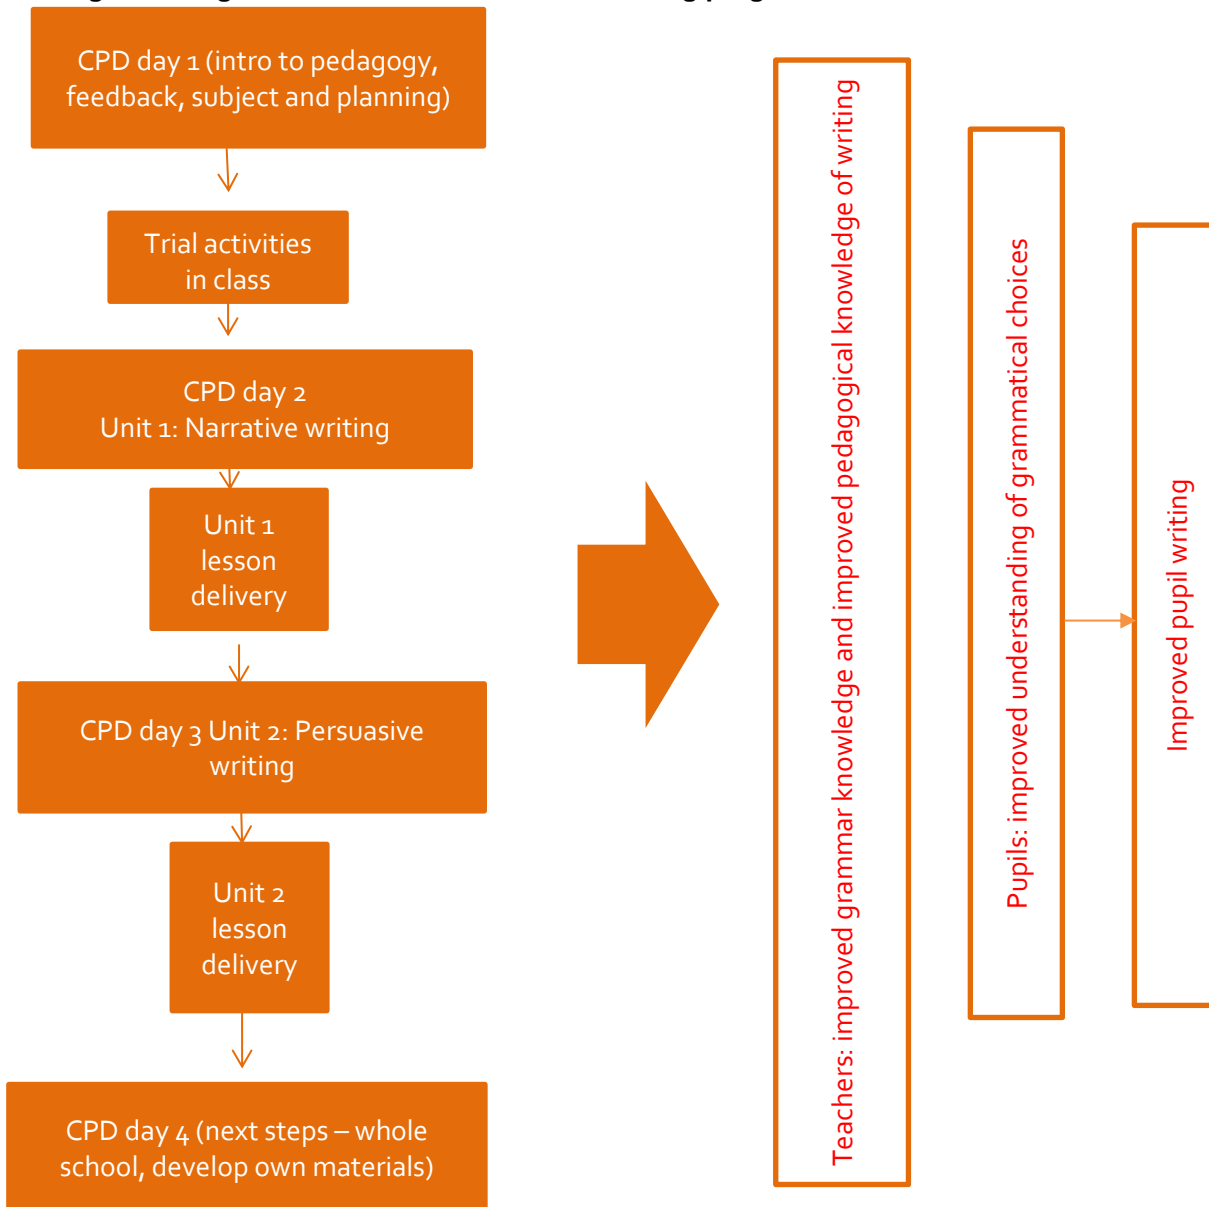 CPD day 1 (intro to pedagogy,
feedback, subject and planning)
Trial activities
in class
CPD day 2
Unit 1: Narrative writing
Unit 1
lesson
delivery
CPD day 3 Unit 2: Persuasive
writing
Unit 2
lesson
delivery
CPD day 4 (next steps – whole
school, develop own materials)
Teachers: improved grammar knowledge and improved pedagogical knowledge of writing
Pupils: improved understanding of grammatical choices
Improved pupil writing